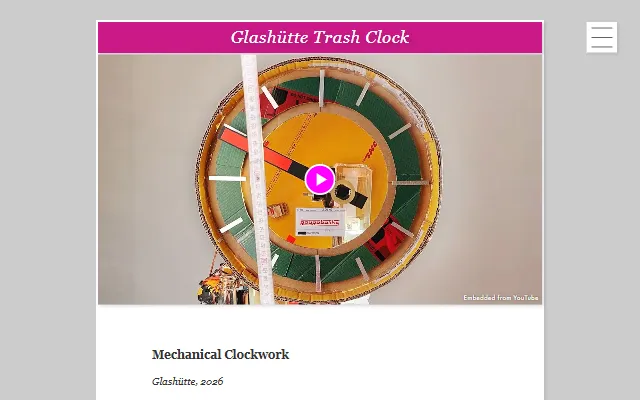 Glashütte Trash Clock
Embedded from YouTube
Mechanical Clockwork
Glashütte, 2026